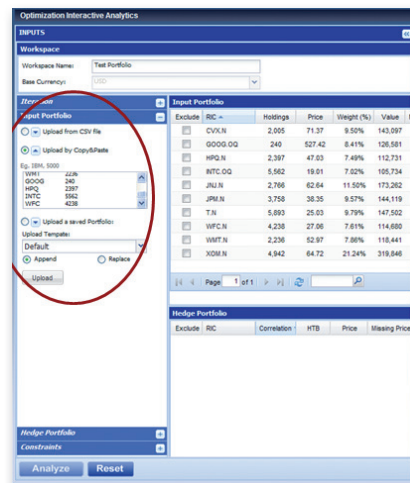 Optimization Interactive Analytics
INPUTS
Workspace
Workspace Name: Test Portfolio
Base Currency: USD
Iteration
Input Portfolio
Upload from CSV file
Upload by Copy&Paste
Eg. IBM, 5000
WMT 2236
GOOG 240
HPQ 2397
INTC 5562
WFC 4238
Upload a saved Portfolio:
Upload Tempate:
Default
Append Replace
Upload
Hedge Portfolio
Constraints
Analyze Reset
Input Portfolio
Exclude RIC Holdings Price Weight (%) Value
CVX.N 2,005 71.37 9.50% 143,097
GOOG.OQ 240 527.42 8.41% 126,581
HPQ.N 2,397 47.03 7.49% 112,731
INTC.OQ 5,562 19.01 7.02% 105,734
JNJ.N 2,766 62.64 11.50% 173,262
JPM.N 3,758 38.35 9.57% 144,119
T.N 5,893 25.03 9.79% 147,502
WFC.N 4,238 27.06 7.61% 114,680
WMT.N 2,236 52.97 7.86% 118,441
XOM.N 4,942 64.72 21.24% 319,846
Page 1 of 1
Hedge Portfolio
Exclude RIC Correlation HTB Price Missing Price